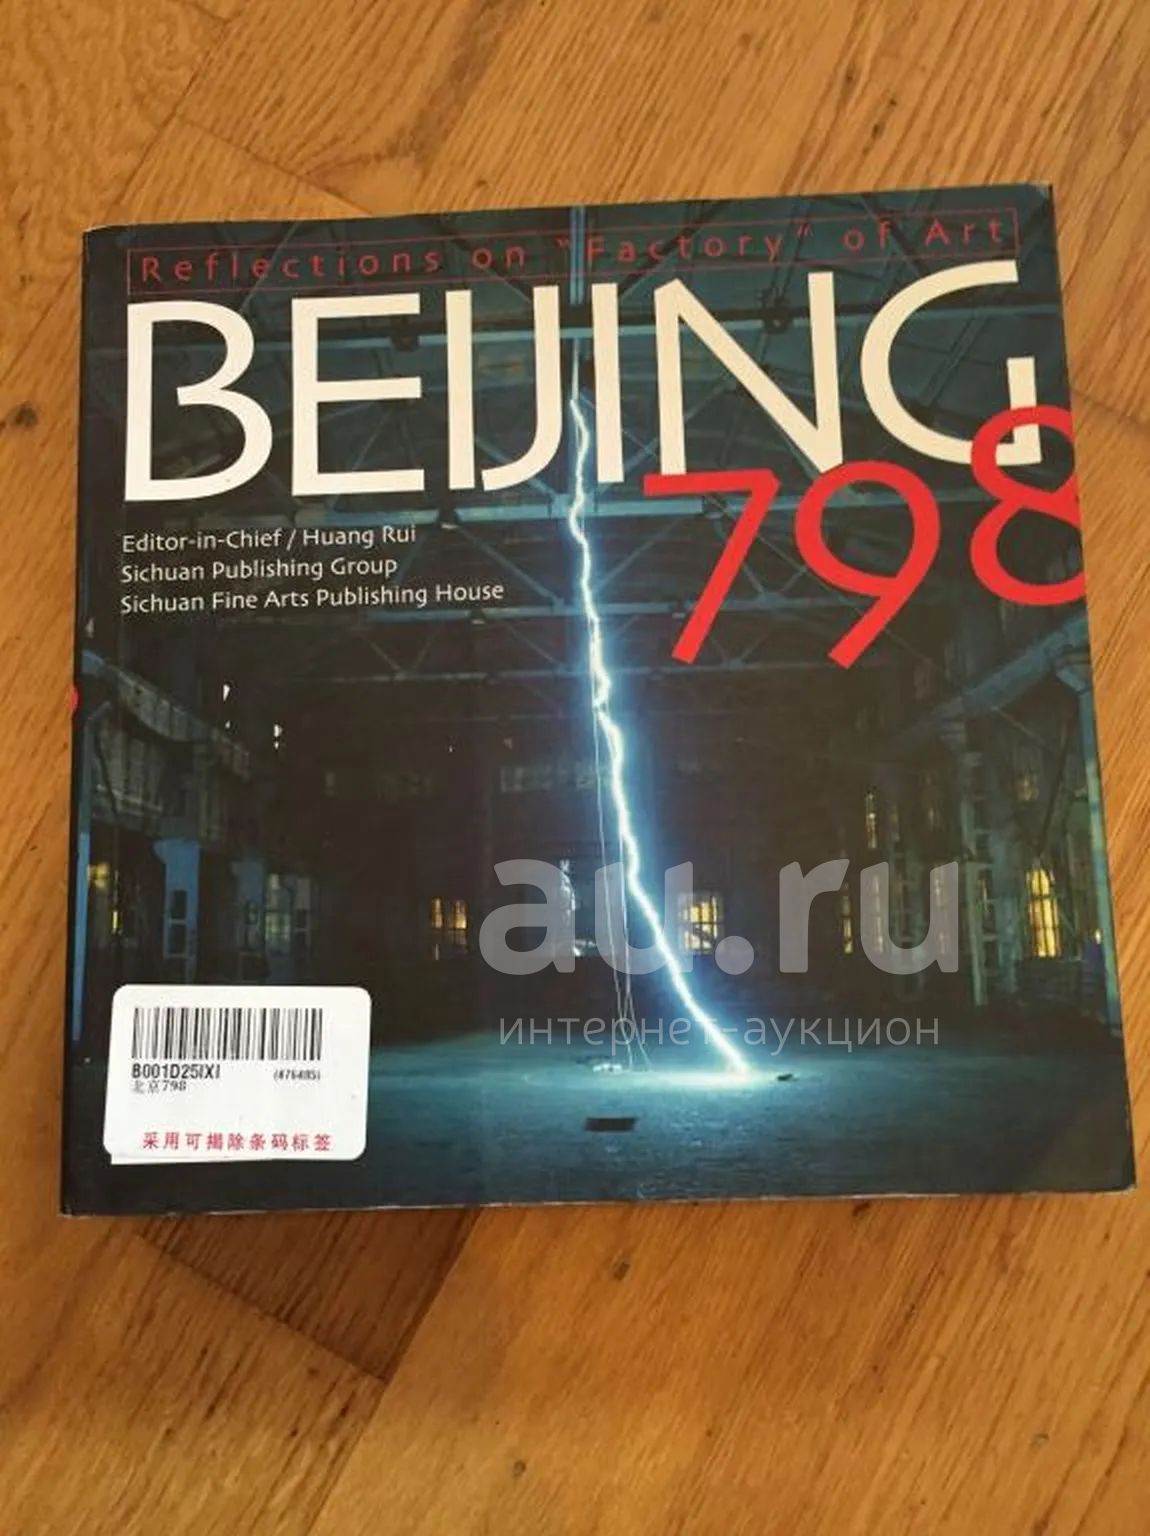 Reflections on "Factory" of Art
BEIJING
798
Editor-in-Chief / Huang Rui
Sichuan Publishing Group
Sichuan Fine Arts Publishing House
au.ru
интернет-аукцион
B001D25IXI (476485)
北京798
采用可揭除条码标签